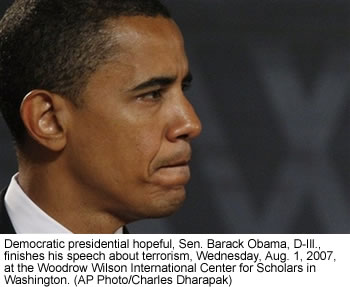 Democratic presidential hopeful, Sen. Barack Obama, D-Ill.,
finishes his speech about terrorism, Wednesday, Aug. 1, 2007,
at the Woodrow Wilson International Center for Scholars in
Washington. (AP Photo/Charles Dharapak)